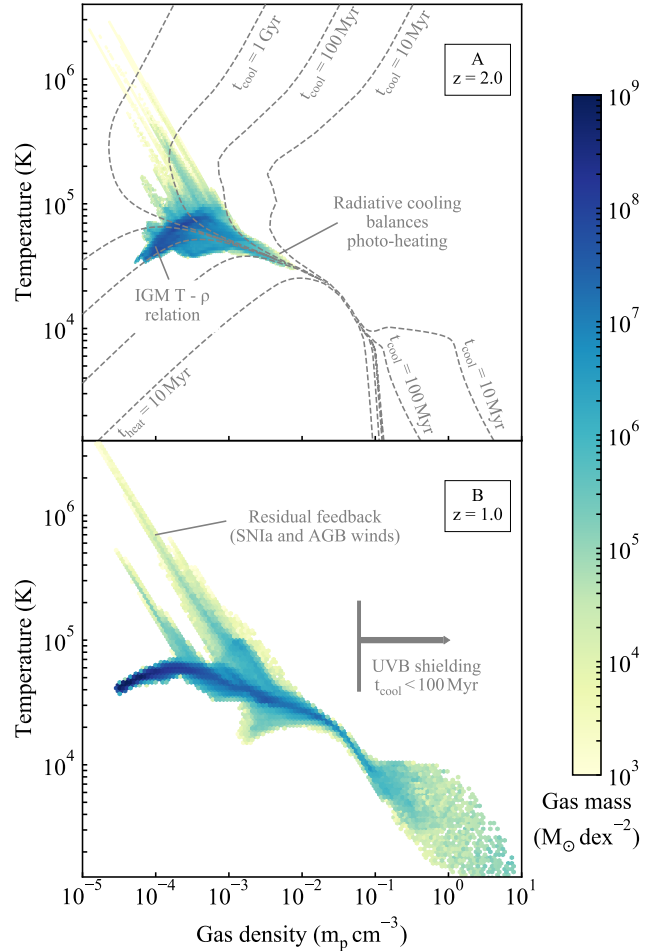 A
z = 2.0
t_cool = 1 Gyr
t_cool = 100 Myr
t_cool = 10 Myr
10^6
10^5
10^4
Temperature (K)
Radiative cooling
balances
photo-heating
IGM T - ρ
relation
t_heat = 10 Myr
t_cool = 100 Myr
t_cool = 10 Myr
B
z = 1.0
Residual feedback
(SNIa and AGB winds)
10^6
10^5
10^4
Temperature (K)
UVB shielding
t_cool < 100 Myr
10^-5
10^-4
10^-3
10^-2
10^-1
10^0
10^1
Gas density (m_p cm^-3)
10^9
10^8
10^7
10^6
10^5
10^4
10^3
Gas mass
(M_⊙ dex^-2)